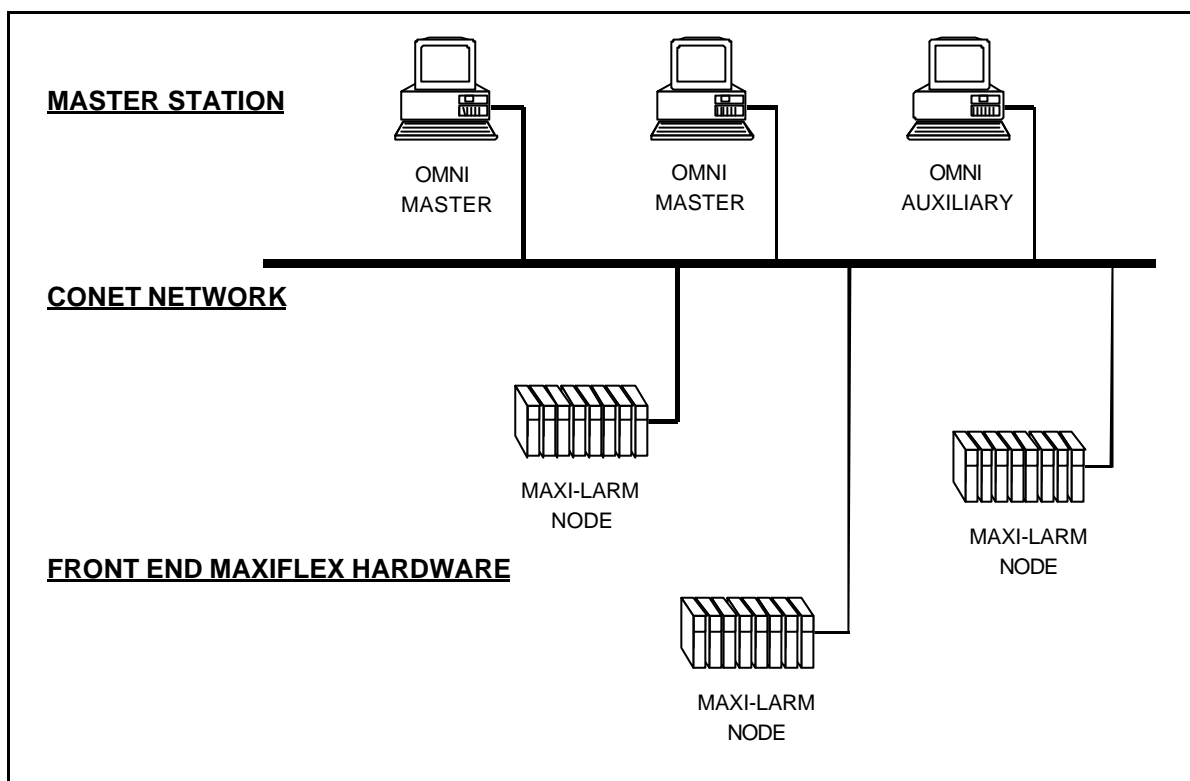 MASTER STATION
OMNI
MASTER
OMNI
MASTER
OMNI
AUXILIARY
CONET NETWORK
MAXI-LARM
NODE
MAXI-LARM
NODE
FRONT END MAXIFLEX HARDWARE
MAXI-LARM
NODE